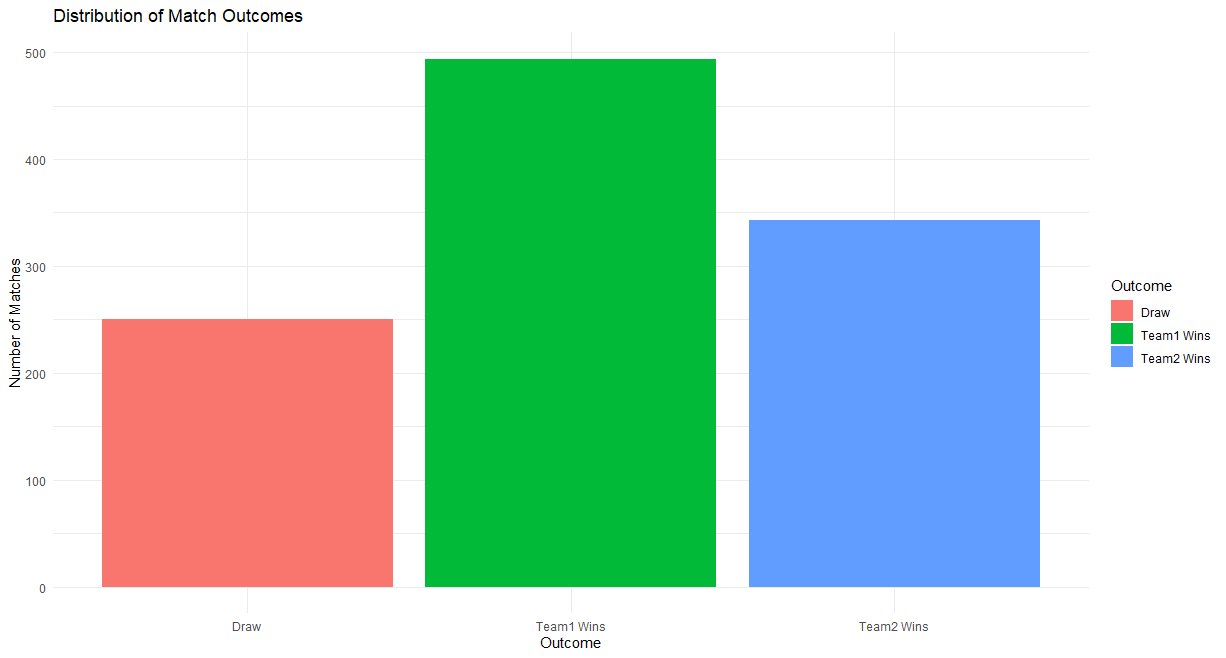 Distribution of Match Outcomes
Number of Matches
500
400
300
200
100
0
Draw
Team1 Wins
Team2 Wins
Outcome
Outcome
Draw
Team1 Wins
Team2 Wins